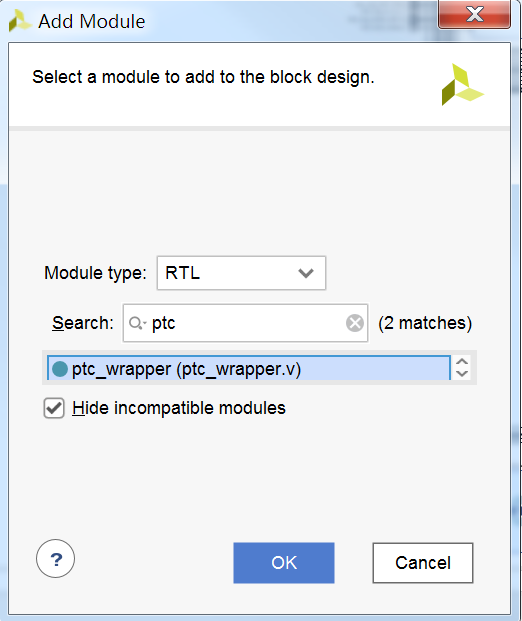 Add Module
Select a module to add to the block design.
Module type: RTL
Search: ptc (2 matches)
ptc_wrapper (ptc_wrapper.v)
Hide incompatible modules
? OK Cancel